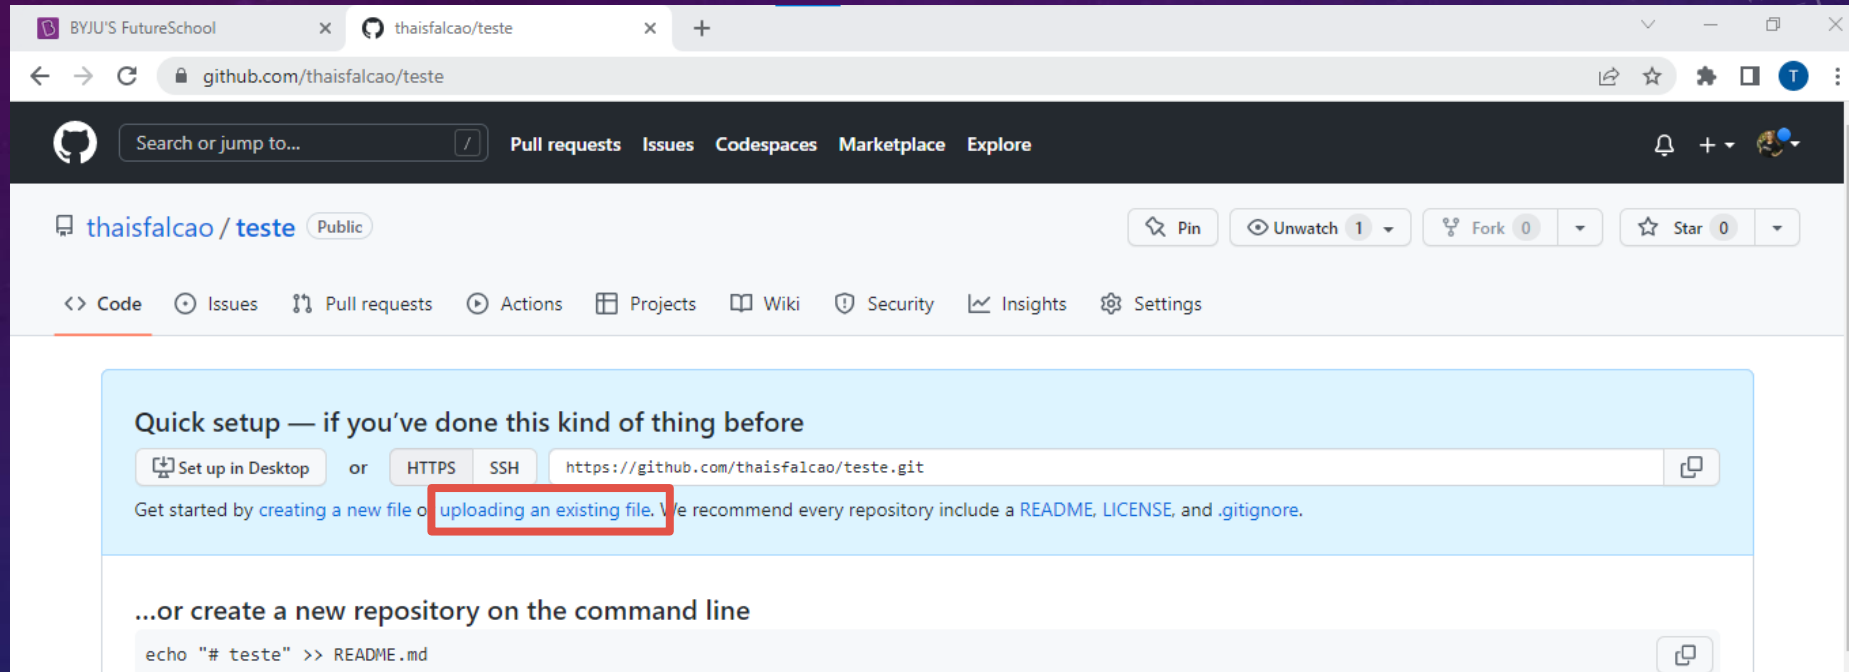 BYJU'S FutureSchool
thaisfalcao/teste
github.com/thaisfalcao/teste
T
Search or jump to...
/
Pull requests Issues Codespaces Marketplace Explore
thaisfalcao / teste Public
Pin Unwatch 1 Fork 0 Star 0
<> Code Issues Pull requests Actions Projects Wiki Security Insights Settings
Quick setup — if you've done this kind of thing before
Set up in Desktop or HTTPS SSH https://github.com/thaisfalcao/teste.git
Get started by creating a new file o uploading an existing file. We recommend every repository include a README, LICENSE, and .gitignore.
...or create a new repository on the command line
echo "# teste" >> README.md